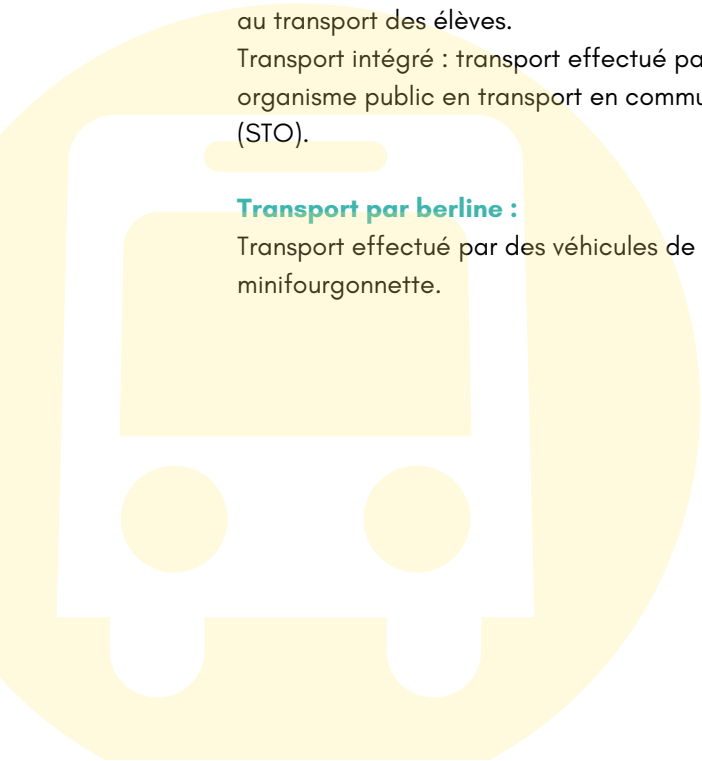 au transport des élèves.
Transport intégré : transport effectué pa
organisme public en transport en commu
(STO).
Transport par berline :
Transport effectué par des véhicules de
minifourgonnette.